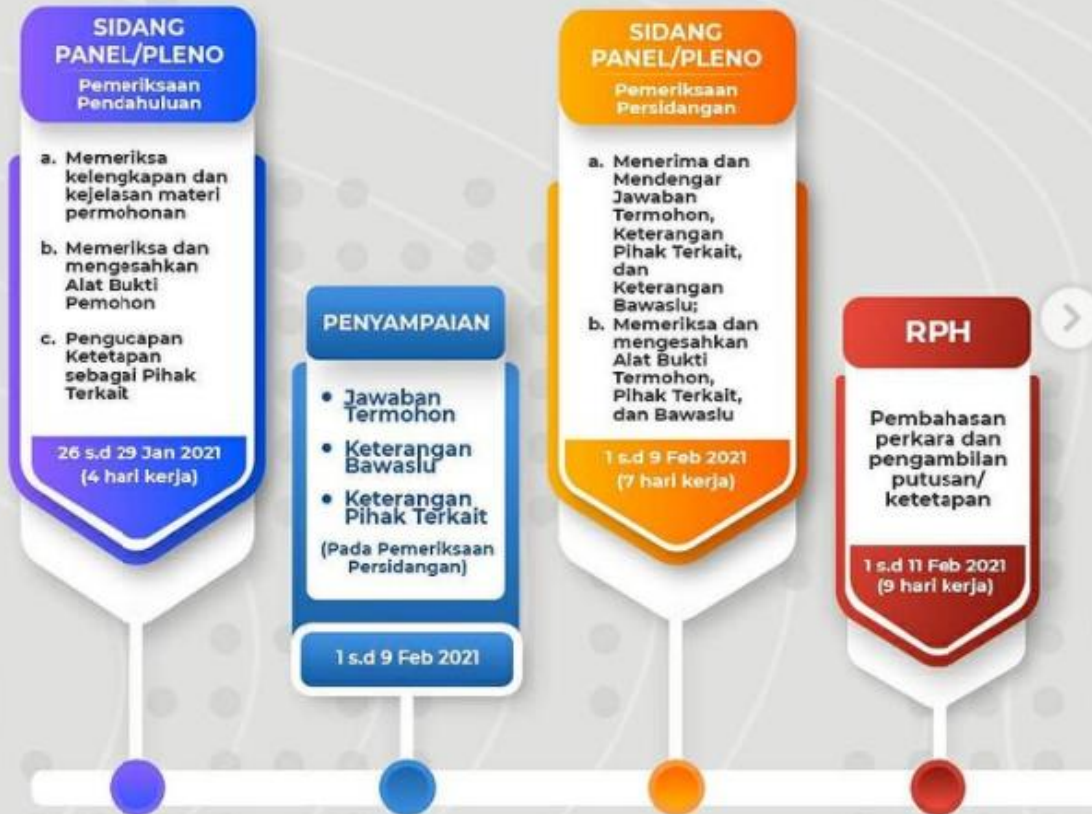 SIDANG
PANEL/PLENO
Pemeriksaan
Pendahuluan
a. Memeriksa
kelengkapan dan
kejelasan materi
permohonan
b. Memeriksa dan
mengesahkan
Alat Bukti
Pemohon
c. Pengucapan
Ketetapan
sebagai Pihak
Terkait
26 s.d 29 Jan 2021
(4 hari kerja)
PENYAMPAIAN
• Jawaban
Termohon
• Keterangan
Bawaslu
• Keterangan
Pihak Terkait
(Pada Pemeriksaan
Persidangan)
1 s.d 9 Feb 2021
SIDANG
PANEL/PLENO
Pemeriksaan
Persidangan
a. Menerima dan
Mendengar
Jawaban
Termohon,
Keterangan
Pihak Terkait,
dan
Keterangan
Bawaslu;
b. Memeriksa dan
mengesahkan
Alat Bukti
Termohon,
Pihak Terkait,
dan Bawaslu
1 s.d 9 Feb 2021
(7 hari kerja)
RPH
Pembahasan
perkara dan
pengambilan
putusan/
ketetapan
1 s.d 11 Feb 2021
(9 hari kerja)